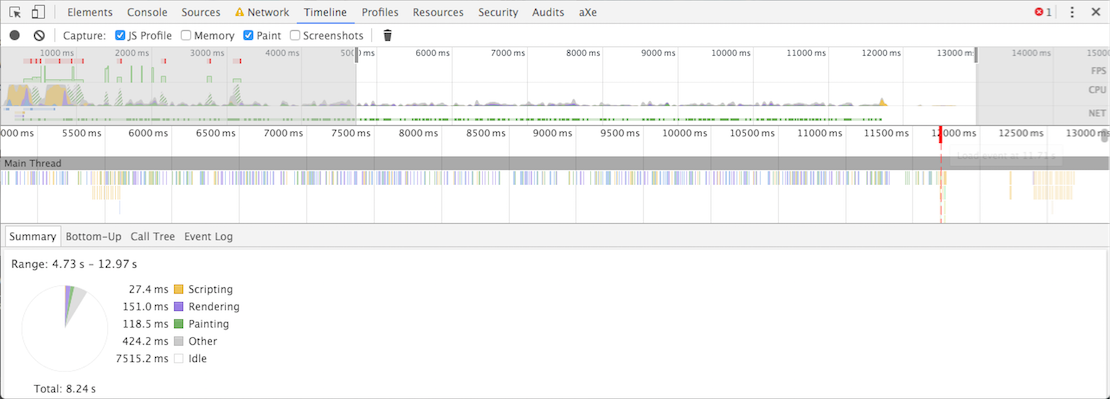 Elements Console Sources Network Timeline Profiles Resources Security Audits aXe 1
Capture: JS Profile Memory Paint Screenshots
1000 ms 2000 ms 3000 ms 4000 ms 6000 ms 7000 ms 8000 ms 9000 ms 10000 ms 11000 ms 12000 ms 13000 ms 14000 ms
FPS
CPU
NET
5500 ms 6000 ms 6500 ms 7000 ms 7500 ms 8000 ms 8500 ms 9000 ms 9500 ms 10000 ms 10500 ms 11000 ms 11500 ms 12000 ms 12500 ms 13000 ms
Load event at 11.71 s
Main Thread
Summary Bottom-Up Call Tree Event Log
Range: 4.73 s – 12.97 s
27.4 ms Scripting
151.0 ms Rendering
118.5 ms Painting
424.2 ms Other
7515.2 ms Idle
Total: 8.24 s